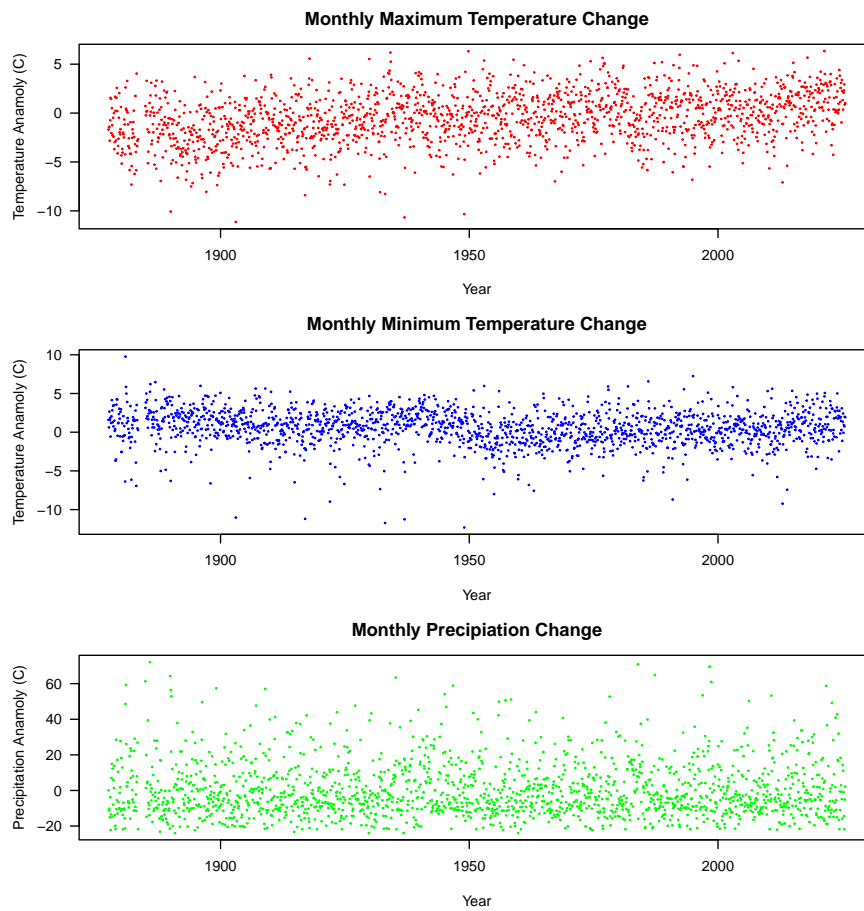 Monthly Maximum Temperature Change
Temperature Anamoly (C)
5
0
−5
−10
1900
1950
2000
Year
Monthly Minimum Temperature Change
Temperature Anamoly (C)
10
5
0
−5
−10
1900
1950
2000
Year
Monthly Precipiation Change
Precipitation Anamoly (C)
60
40
20
0
−20
1900
1950
2000
Year